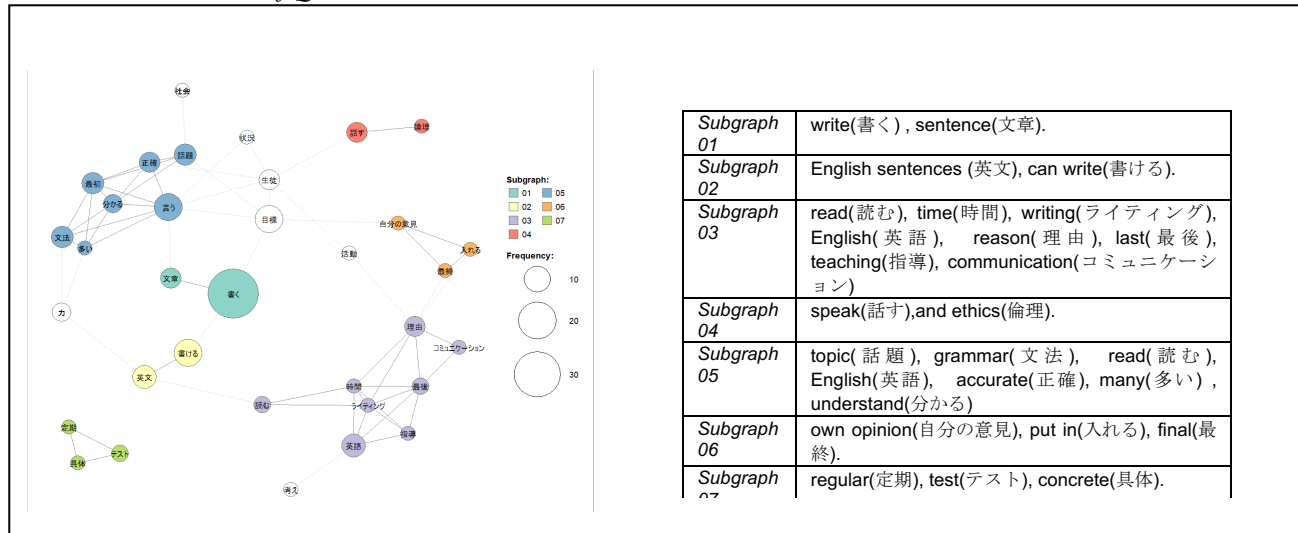 社会
状況
話す
論理
正確
話題
生徒
最初
分かる
言う
目標
自分の意見
文法
多い
活動
入れる
最終
文章
書く
力
理由
書ける
コミュニケーション
英文
時間
最後
読む
ライティング
指導
英語
定期
テスト
具体
考え
Subgraph:
01 05
02 06
03 07
04
Frequency:
10
20
30
Subgraph 01
write(書く) , sentence(文章).
Subgraph 02
English sentences (英文), can write(書ける).
Subgraph 03
read(読む), time(時間), writing(ライティング),
English( 英 語 ), reason( 理 由 ), last( 最 後 ),
teaching(指導), communication(コミュニケーシ
ョン)
Subgraph 04
speak(話す),and ethics(倫理).
Subgraph 05
topic( 話 題 ), grammar( 文 法 ), read( 読 む ),
English(英語), accurate(正確), many(多い) ,
understand(分かる)
Subgraph 06
own opinion(自分の意見), put in(入れる), final(最
終).
Subgraph 07
regular(定期), test(テスト), concrete(具体).